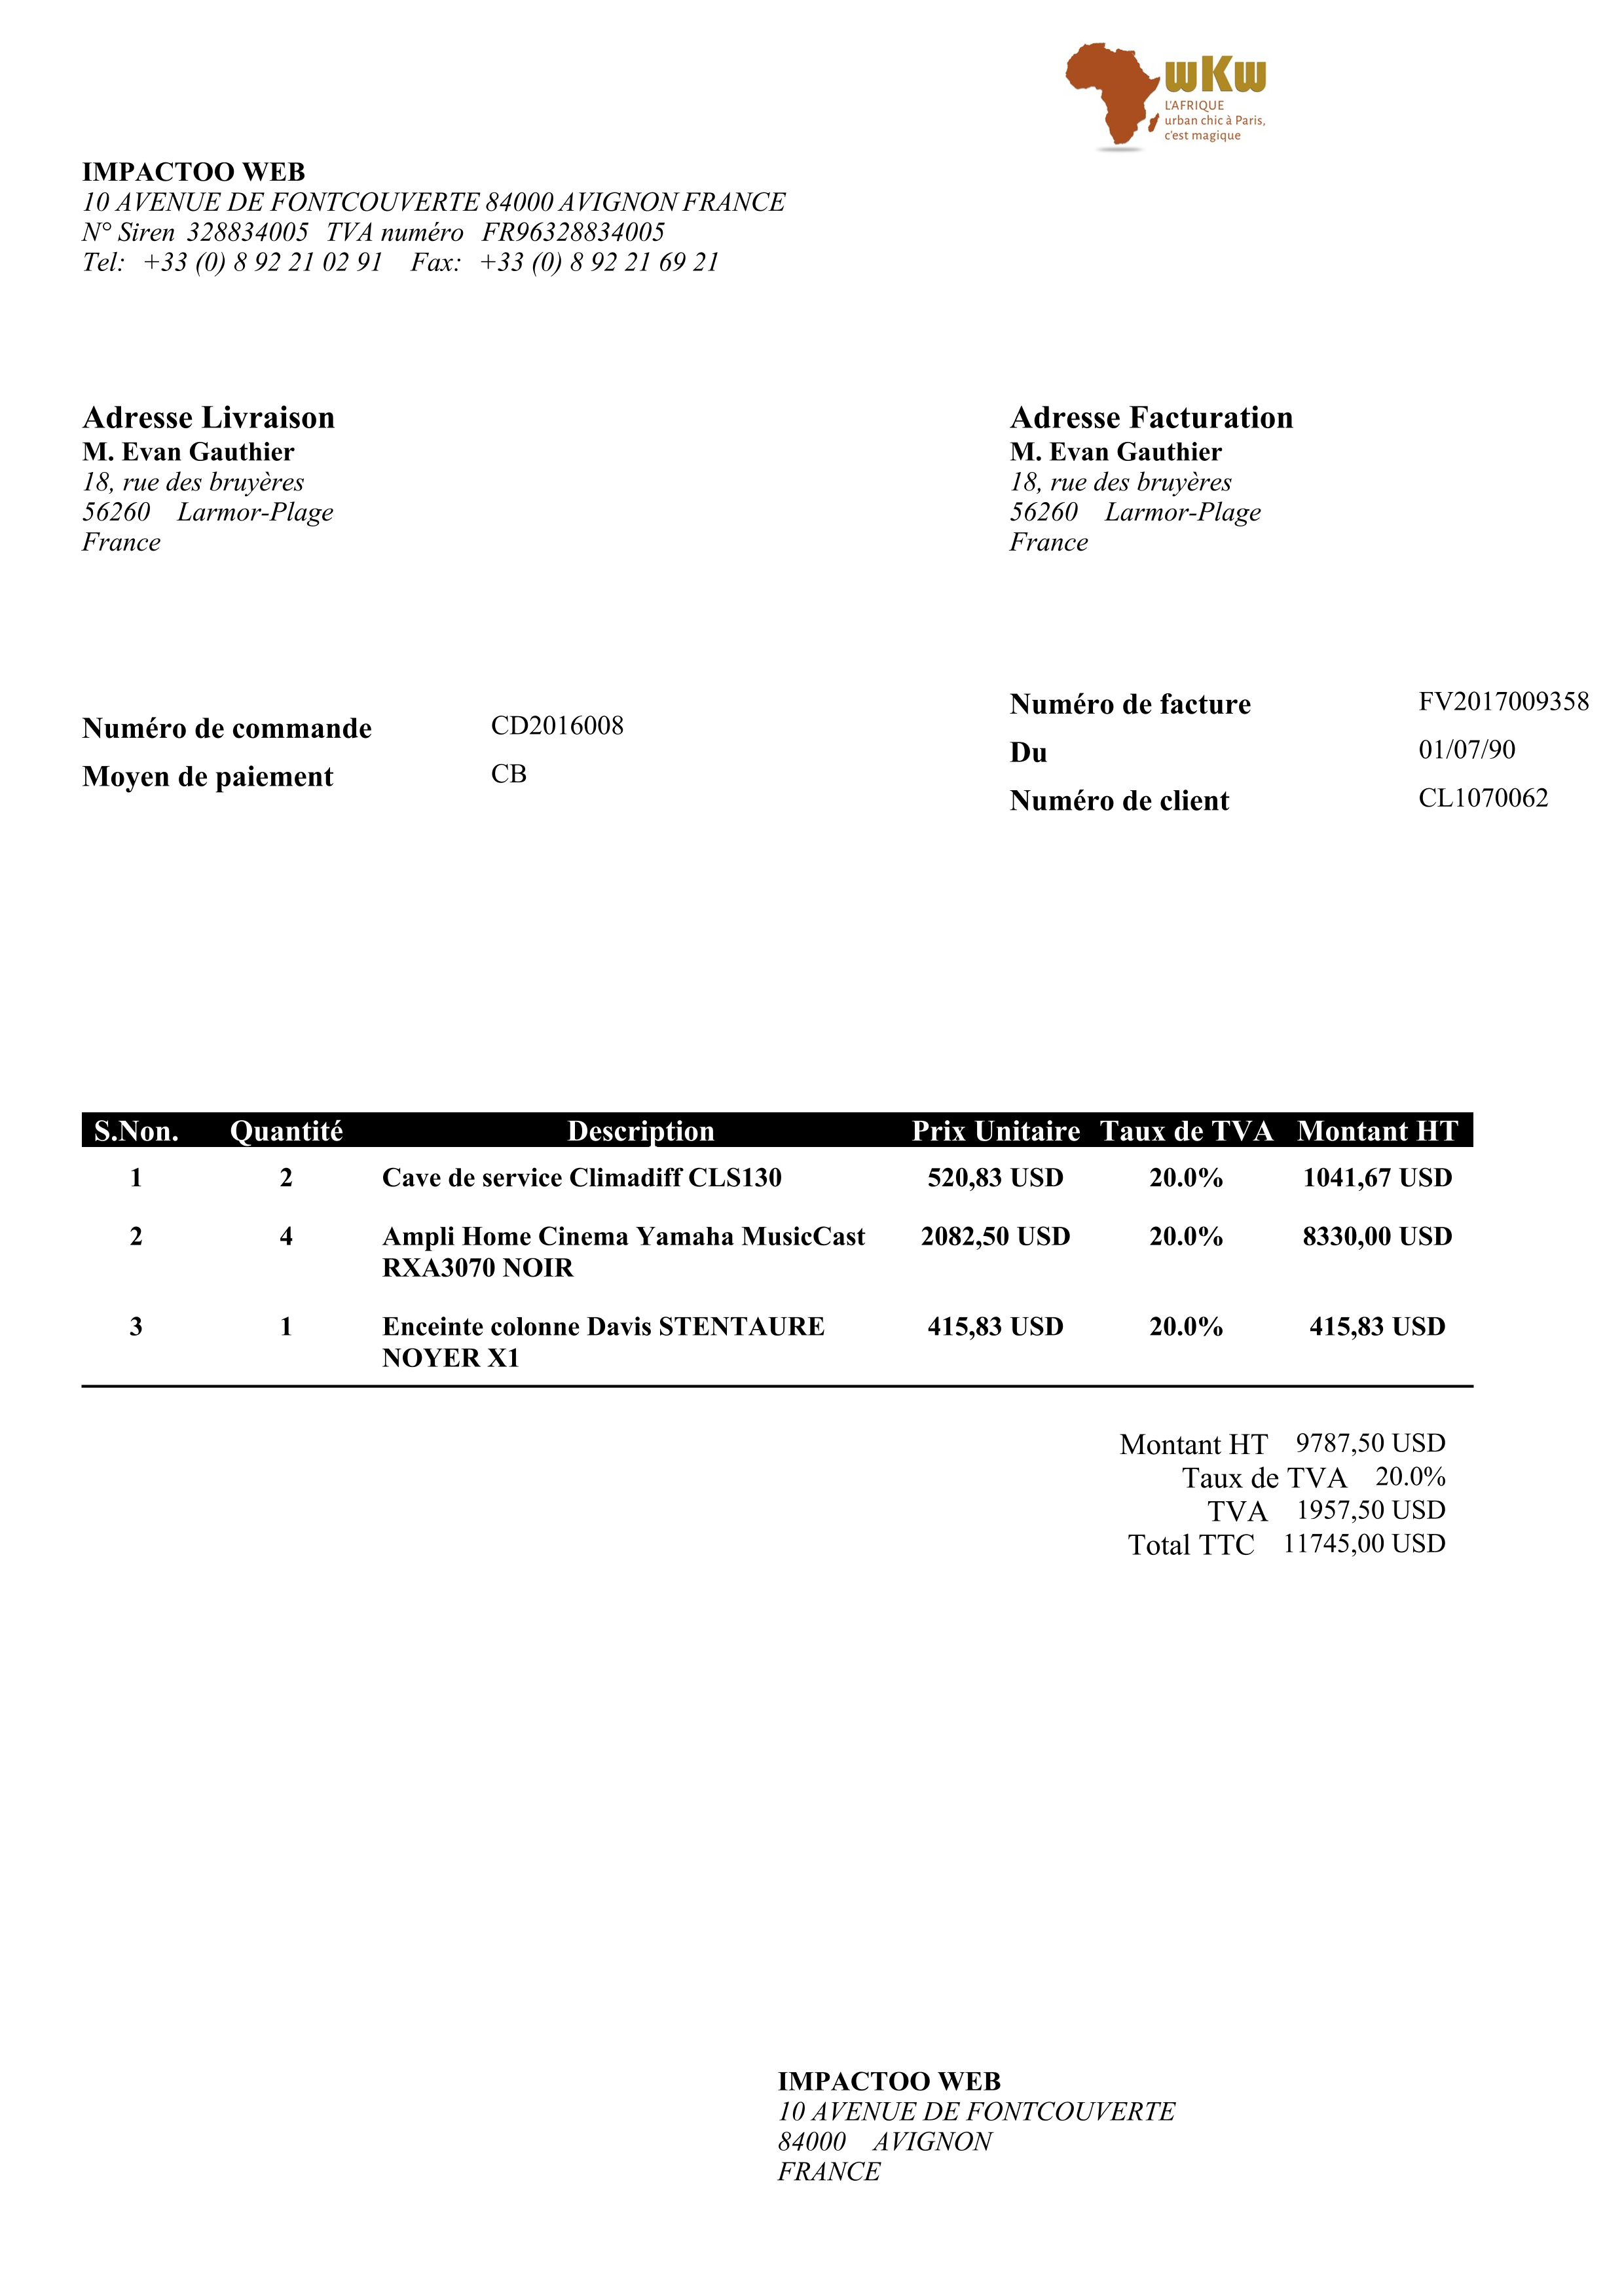 wKw
L'AFRIQUE
urban chic à Paris,
c'est magique
IMPACTOO WEB
10 AVENUE DE FONTCOUVERTE 84000 AVIGNON FRANCE
N° Siren 328834005 TVA numéro FR96328834005
Tel: +33 (0) 8 92 21 02 91 Fax: +33 (0) 8 92 21 69 21
Adresse Livraison
M. Evan Gauthier
18, rue des bruyères
56260 Larmor-Plage
France
Adresse Facturation
M. Evan Gauthier
18, rue des bruyères
56260 Larmor-Plage
France
Numéro de commande CD2016008
Moyen de paiement CB
Numéro de facture FV2017009358
Du 01/07/90
Numéro de client CL1070062
S.Non. Quantité Description Prix Unitaire Taux de TVA Montant HT
1 2 Cave de service Climadiff CLS130 520,83 USD 20.0% 1041,67 USD
2 4 Ampli Home Cinema Yamaha MusicCast 2082,50 USD 20.0% 8330,00 USD
RXA3070 NOIR
3 1 Enceinte colonne Davis STENTAURE 415,83 USD 20.0% 415,83 USD
NOYER X1
Montant HT 9787,50 USD
Taux de TVA 20.0%
TVA 1957,50 USD
Total TTC 11745,00 USD
IMPACTOO WEB
10 AVENUE DE FONTCOUVERTE
84000 AVIGNON
FRANCE